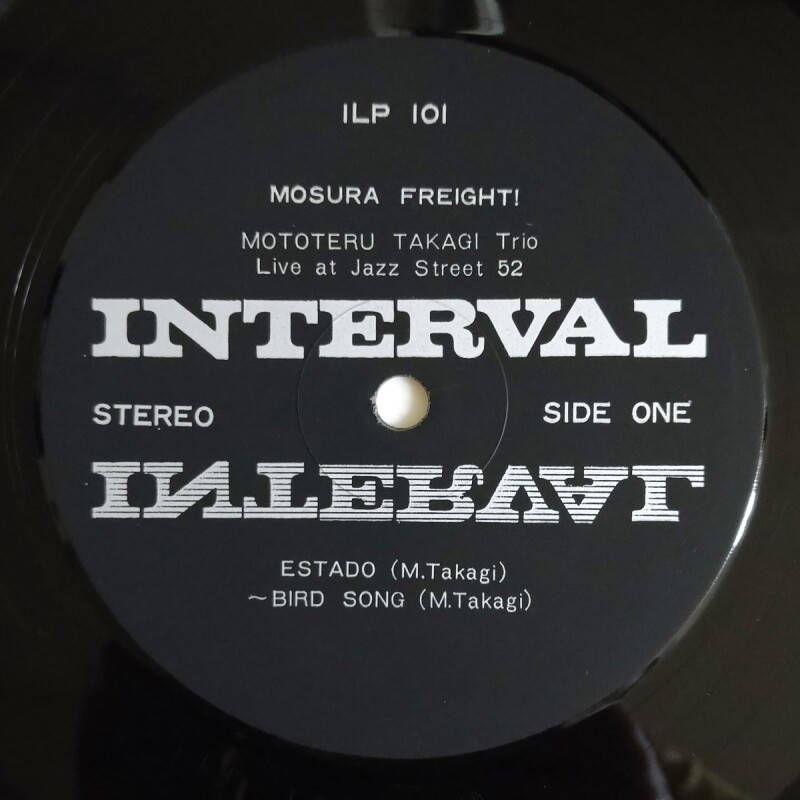 ILP 101
MOSURA FREIGHT!
MOTOTERU TAKAGI Trio
Live at Jazz Street 52
INTERVAL
STEREO SIDE ONE
INTERVAL
ESTADO (M.Takagi)
~BIRD SONG (M.Takagi)